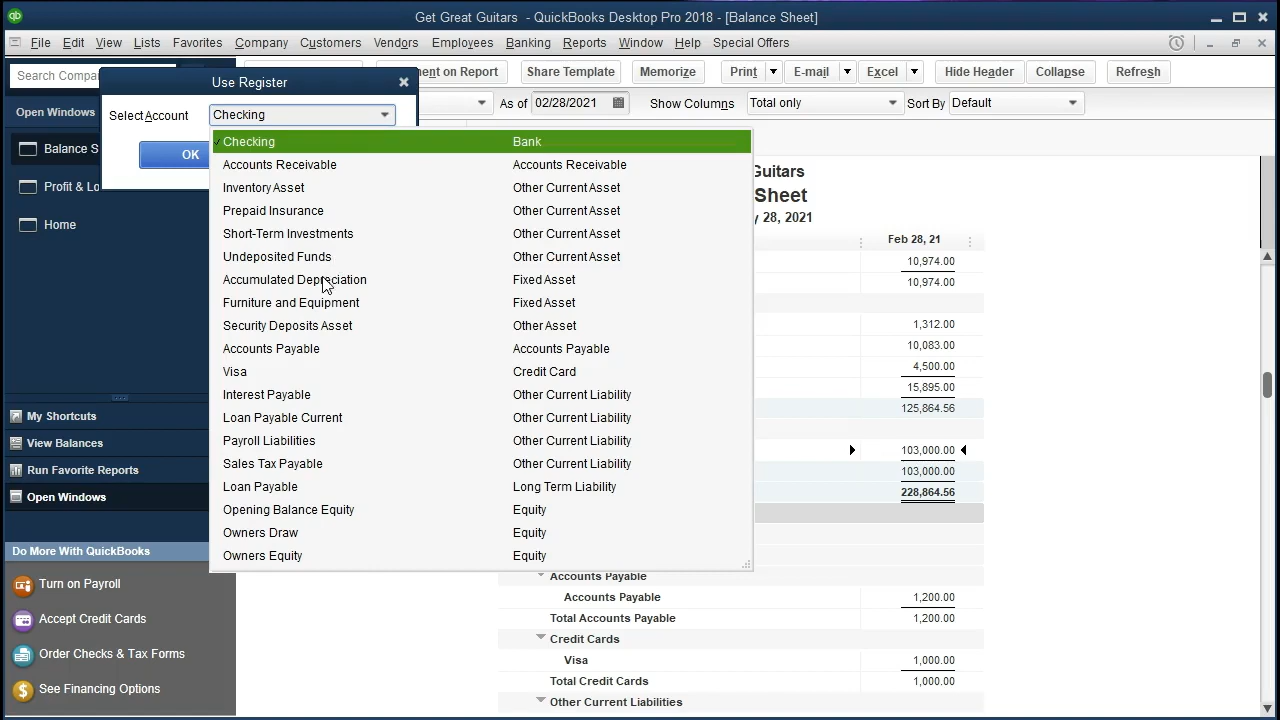 Get Great Guitars - QuickBooks Desktop Pro 2018 - [Balance Sheet]
File Edit View Lists Favorites Company Customers Vendors Employees Banking Reports Window Help Special Offers
Search Compa
Use Register
nt on Report Share Template Memorize Print E-mail Excel Hide Header Collapse Refresh
Open Windows
Select Account Checking
As of 02/28/2021 Show Columns Total only Sort By Default
OK
Balance S
Profit & Lo
Home
Checking Bank
Accounts Receivable Accounts Receivable
Inventory Asset Other Current Asset
Prepaid Insurance Other Current Asset
Short-Term Investments Other Current Asset
Undeposited Funds Other Current Asset
Accumulated Depreciation Fixed Asset
Furniture and Equipment Fixed Asset
Security Deposits Asset Other Asset
Accounts Payable Accounts Payable
Visa Credit Card
Interest Payable Other Current Liability
Loan Payable Current Other Current Liability
Payroll Liabilities Other Current Liability
Sales Tax Payable Other Current Liability
Loan Payable Long Term Liability
Opening Balance Equity Equity
Owners Draw Equity
Owners Equity Equity
Guitars
Sheet
y 28, 2021
Feb 28, 21
10,974.00
10,974.00
1,312.00
10,083.00
4,500.00
15,895.00
125,864.56
103,000.00
103,000.00
228,864.56
Accounts Payable
Accounts Payable 1,200.00
Total Accounts Payable 1,200.00
Credit Cards
Visa 1,000.00
Total Credit Cards 1,000.00
Other Current Liabilities
My Shortcuts
View Balances
Run Favorite Reports
Open Windows
Do More With QuickBooks
Turn on Payroll
Accept Credit Cards
Order Checks & Tax Forms
See Financing Options